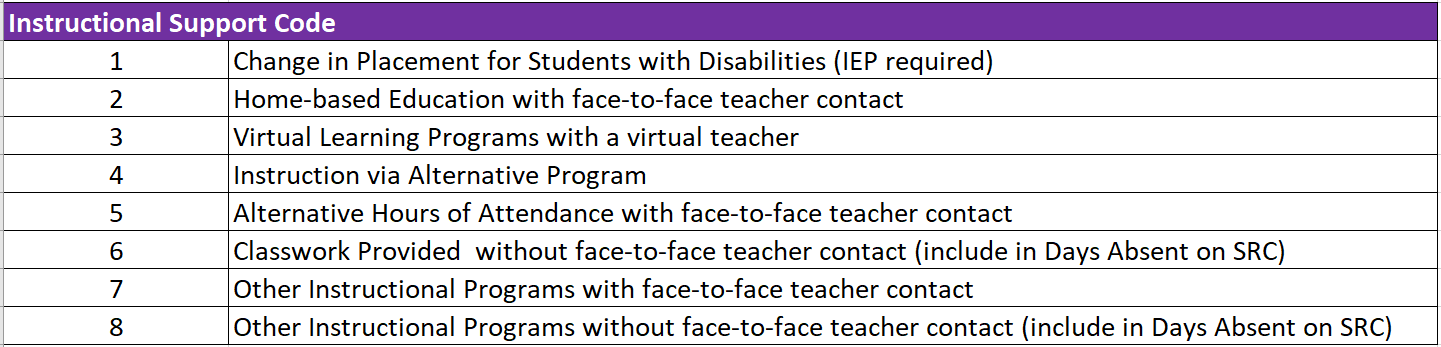 Instructional Support Code
1 Change in Placement for Students with Disabilities (IEP required)
2 Home-based Education with face-to-face teacher contact
3 Virtual Learning Programs with a virtual teacher
4 Instruction via Alternative Program
5 Alternative Hours of Attendance with face-to-face teacher contact
6 Classwork Provided  without face-to-face teacher contact (include in Days Absent on SRC)
7 Other Instructional Programs with face-to-face teacher contact
8 Other Instructional Programs without face-to-face teacher contact (include in Days Absent on SRC)